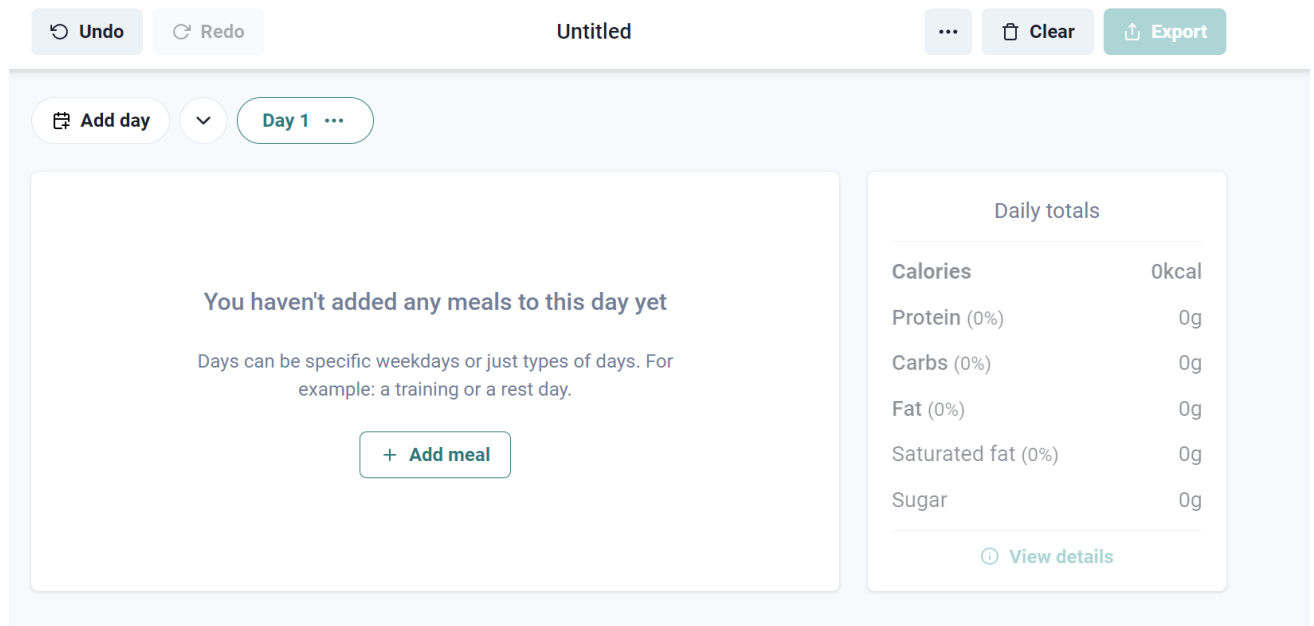 Undo Redo Untitled ••• Clear Export
Add day Day 1 •••
You haven't added any meals to this day yet
Days can be specific weekdays or just types of days. For
example: a training or a rest day.
+ Add meal
Daily totals
Calories 0kcal
Protein (0%) 0g
Carbs (0%) 0g
Fat (0%) 0g
Saturated fat (0%) 0g
Sugar 0g
View details